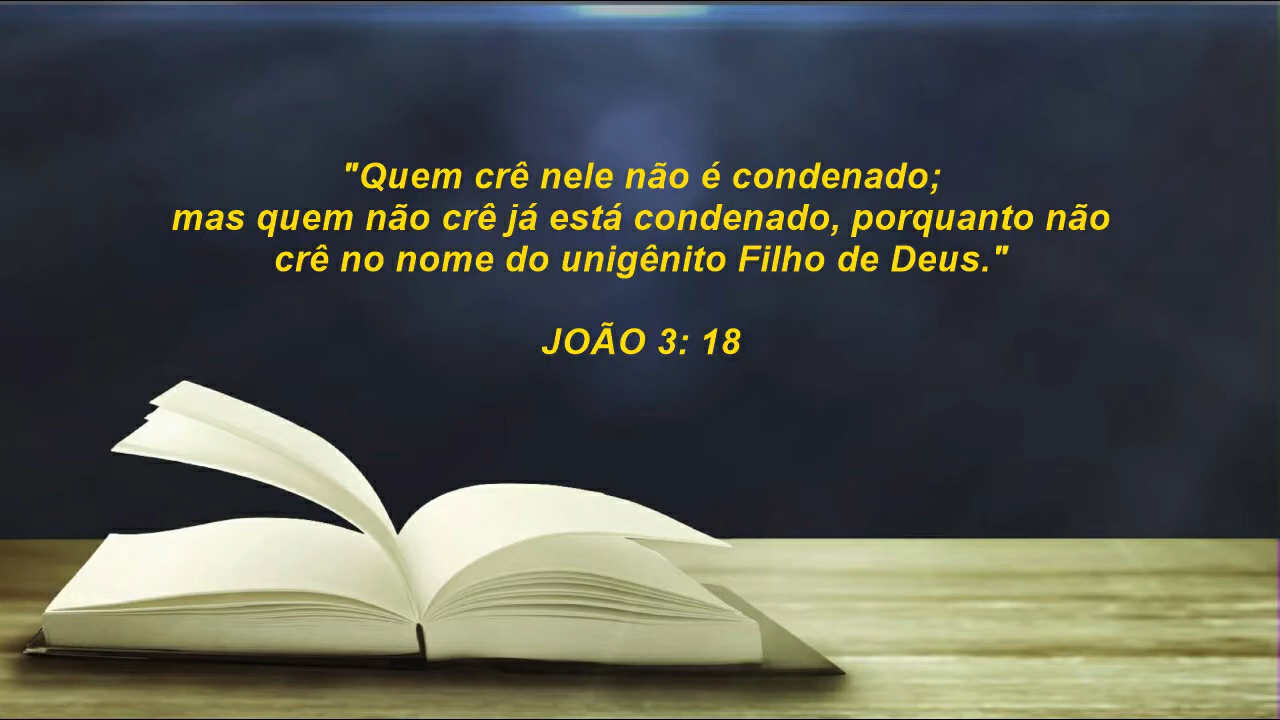 "Quem crê nele não é condenado;
mas quem não crê já está condenado, porquanto não
crê no nome do unigênito Filho de Deus."
JOÃO 3: 18